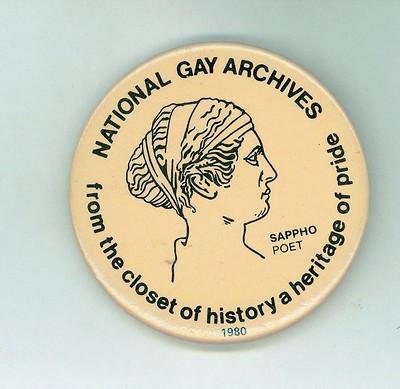 NATIONAL GAY ARCHIVES
SAPPHO
POET
from the closet of history a heritage of pride
1980